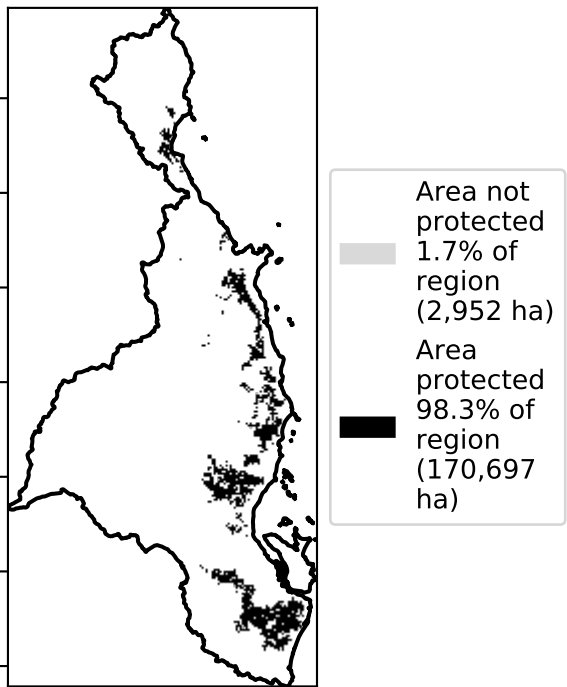 Area not
protected
1.7% of
region
(2,952 ha)
Area
protected
98.3% of
region
(170,697
ha)